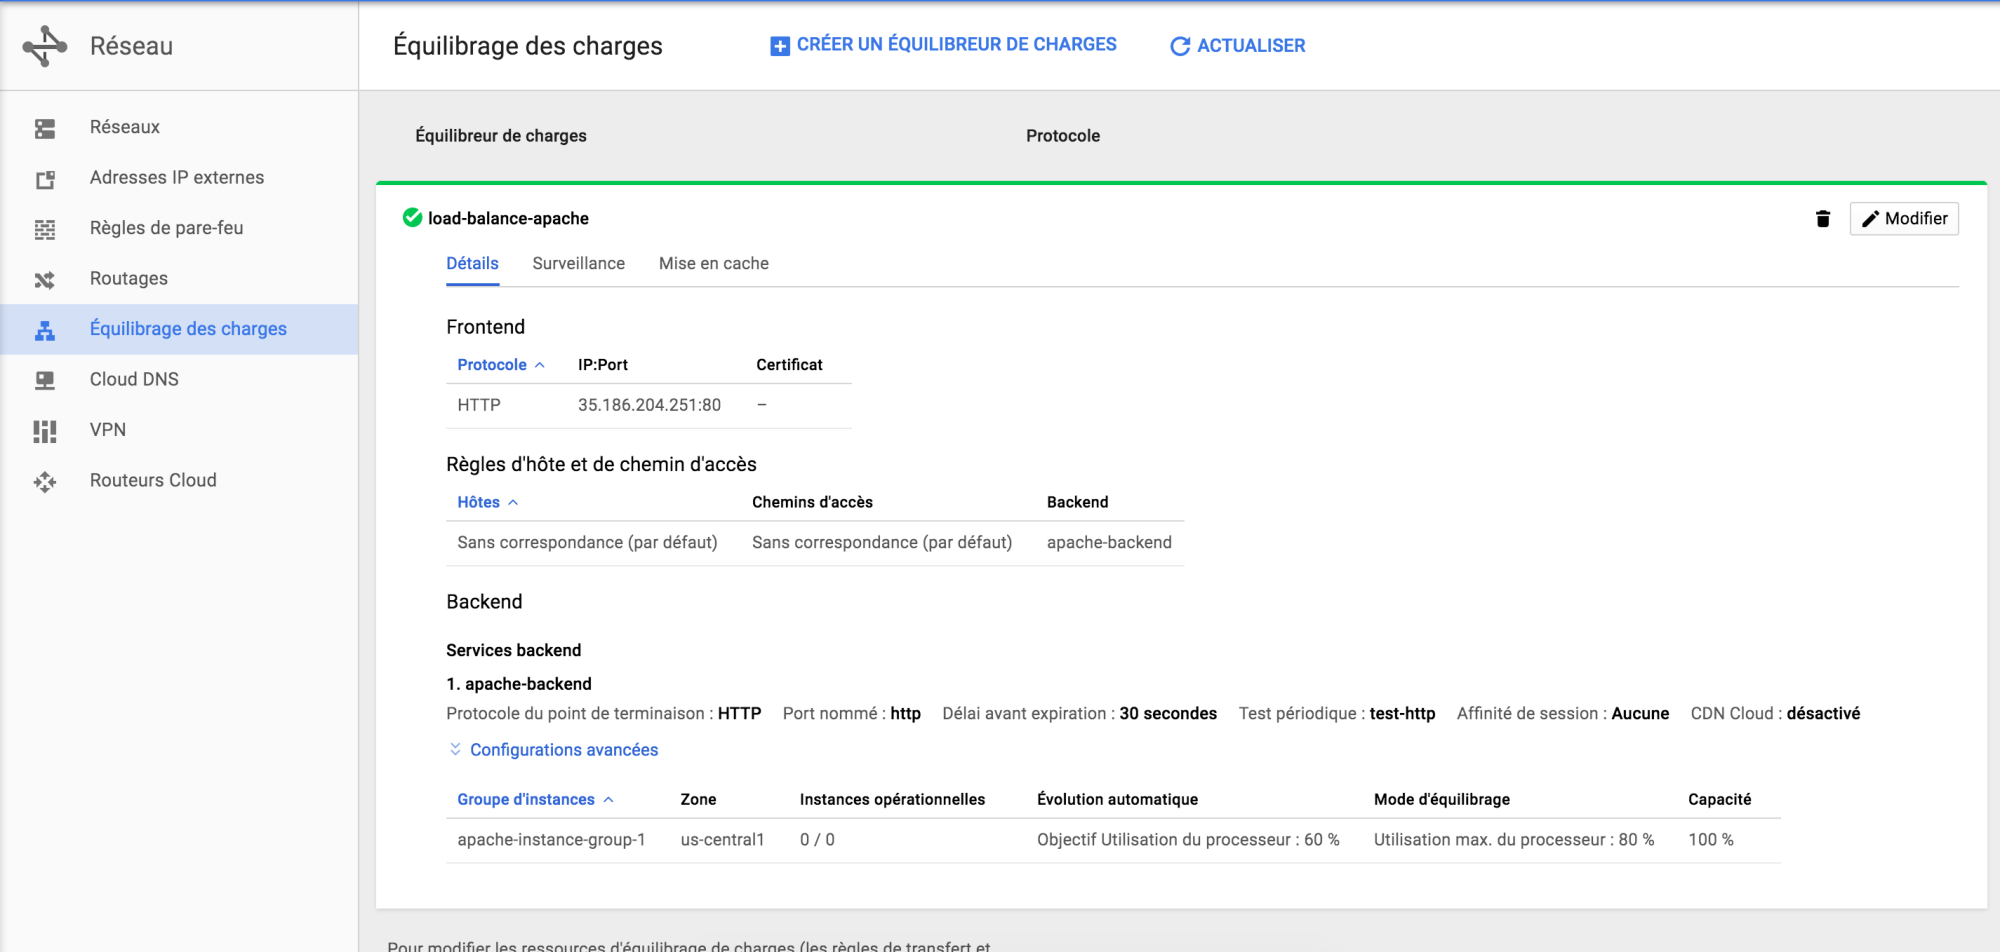 Réseau
Équilibrage des charges
CRÉER UN ÉQUILIBREUR DE CHARGES
ACTUALISER
Réseaux
Adresses IP externes
Règles de pare-feu
Routages
Équilibrage des charges
Cloud DNS
VPN
Routeurs Cloud
Équilibreur de charges Protocole
load-balance-apache
Modifier
Détails Surveillance Mise en cache
Frontend
Protocole IP:Port Certificat
HTTP 35.186.204.251:80 –
Règles d'hôte et de chemin d'accès
Hôtes Chemins d'accès Backend
Sans correspondance (par défaut) Sans correspondance (par défaut) apache-backend
Backend
Services backend
1. apache-backend
Protocole du point de terminaison : HTTP Port nommé : http Délai avant expiration : 30 secondes Test périodique : test-http Affinité de session : Aucune CDN Cloud : désactivé
Configurations avancées
Groupe d'instances Zone Instances opérationnelles Évolution automatique Mode d'équilibrage Capacité
apache-instance-group-1 us-central1 0 / 0 Objectif Utilisation du processeur : 60 % Utilisation max. du processeur : 80 % 100 %
Pour modifier les ressources d'équilibrage de charges (les règles de transfert et